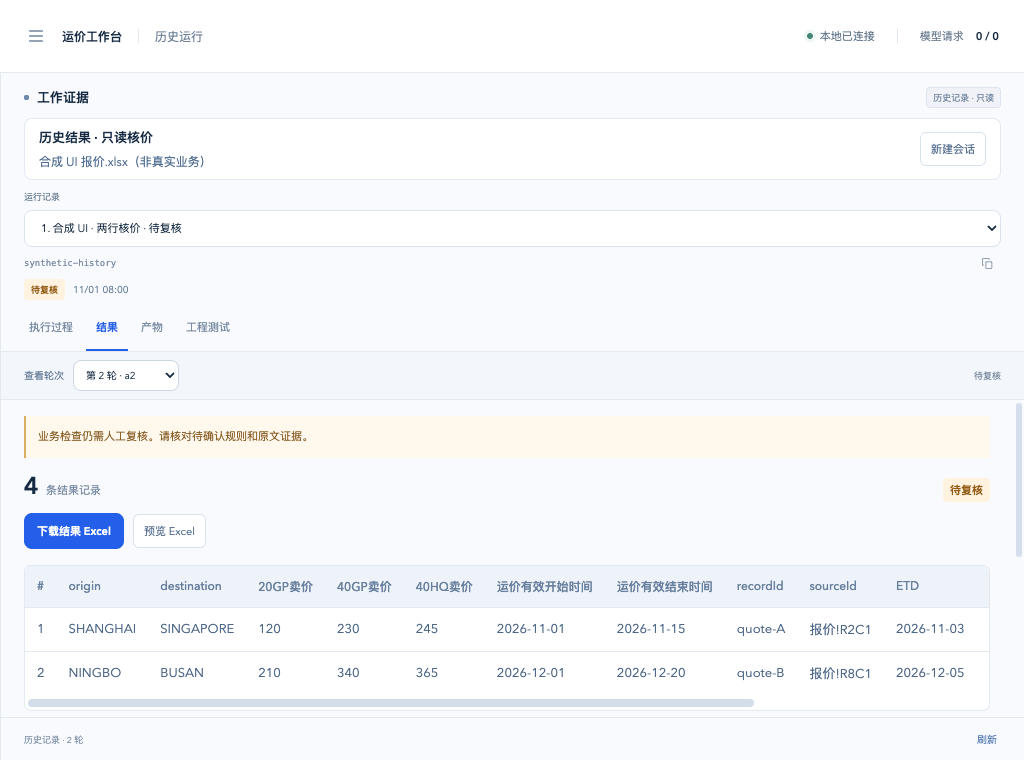 运价工作台 历史运行 本地已连接 模型请求 0 / 0
工作证据 历史记录 · 只读
历史结果 · 只读核价
合成 UI 报价.xlsx（非真实业务）
新建会话
运行记录
1. 合成 UI · 两行核价 · 待复核
synthetic-history
待复核 11/01 08:00
执行过程 结果 产物 工程测试
查看轮次 第 2 轮 · a2 待复核
业务检查仍需人工复核。请核对待确认规则和原文证据。
4 条结果记录 待复核
下载结果 Excel 预览 Excel
# origin destination 20GP卖价 40GP卖价 40HQ卖价 运价有效开始时间 运价有效结束时间 recordId sourceId ETD
1 SHANGHAI SINGAPORE 120 230 245 2026-11-01 2026-11-15 quote-A 报价!R2C1 2026-11-03
2 NINGBO BUSAN 210 340 365 2026-12-01 2026-12-20 quote-B 报价!R8C1 2026-12-05
历史记录 · 2 轮 刷新